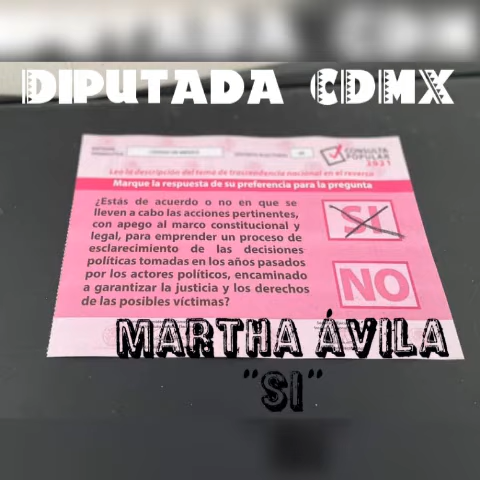 DIPUTADA CDMX
CONSULTA
POPULAR
2021
Lea la descripción del tema de trascendencia nacional en el reverso
Marque la respuesta de su preferencia para la pregunta
¿Estás de acuerdo o no en que se
lleven a cabo las acciones pertinentes,
con apego al marco constitucional y
legal, para emprender un proceso de
esclarecimiento de las decisiones
políticas tomadas en los años pasados
por los actores políticos, encaminado
a garantizar la justicia y los derechos
de las posibles víctimas?
SI
NO
MARTHA ÁVILA
"SI"